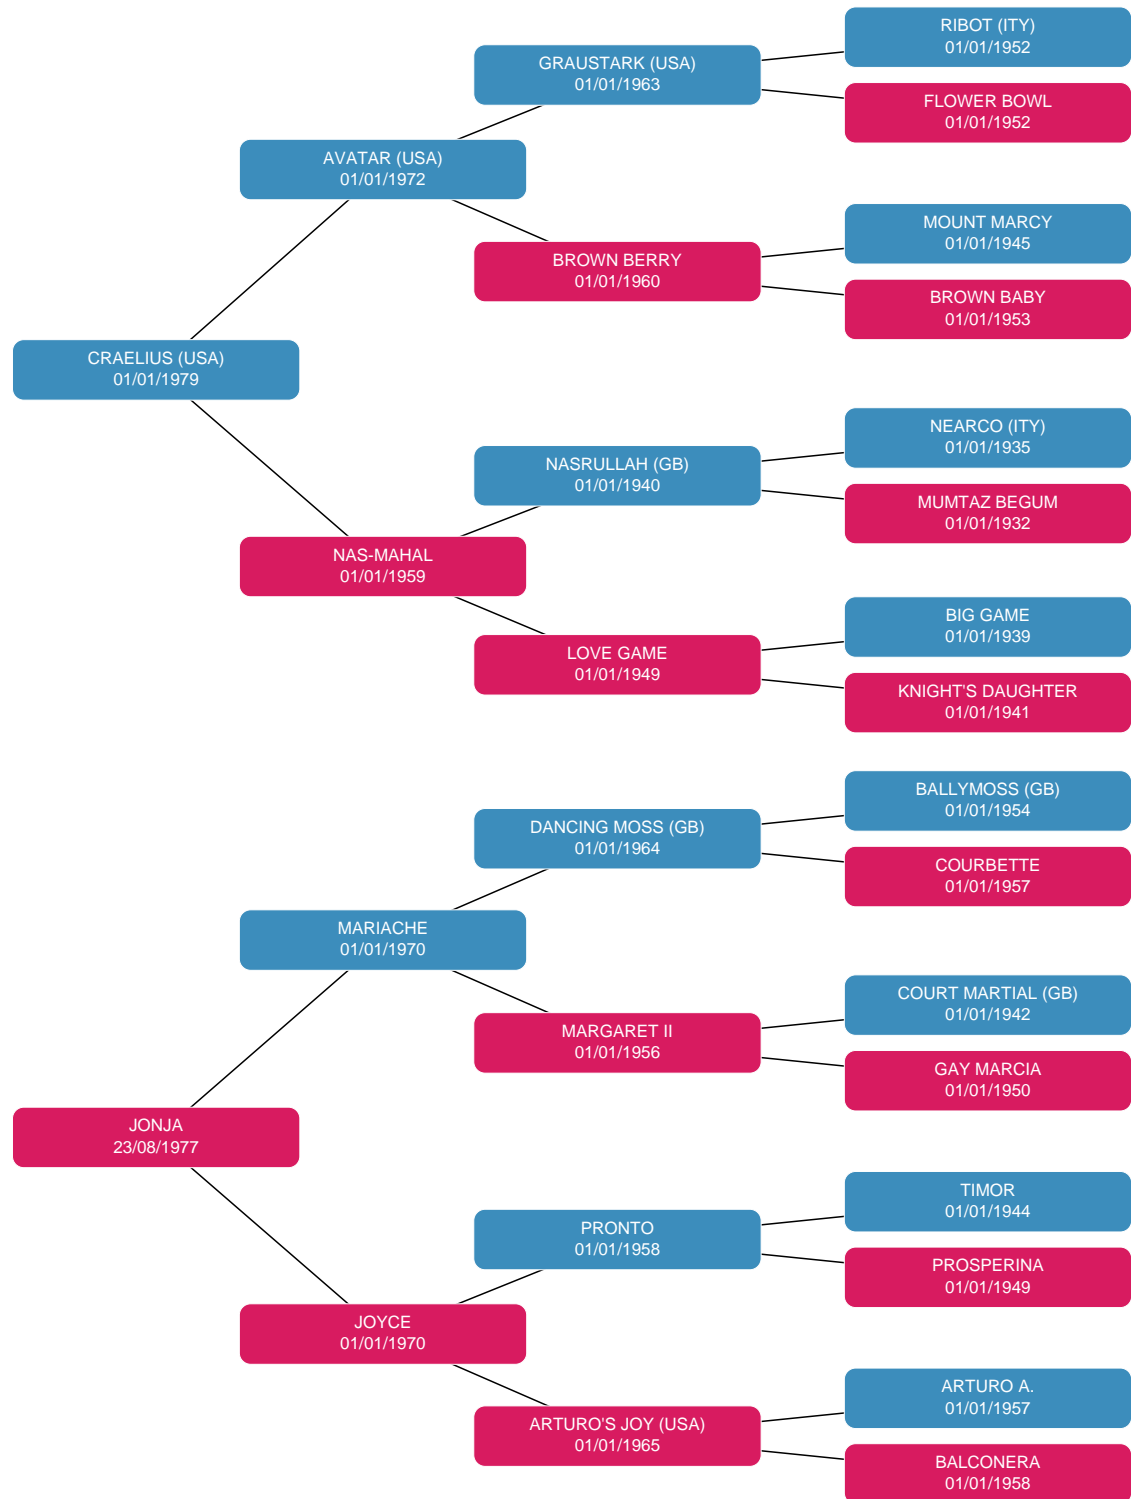 RIBOT (ITY)
01/01/1952
GRAUSTARK (USA)
01/01/1963
FLOWER BOWL
01/01/1952
AVATAR (USA)
01/01/1972
MOUNT MARCY
01/01/1945
BROWN BERRY
01/01/1960
BROWN BABY
01/01/1953
CRAELIUS (USA)
01/01/1979
NEARCO (ITY)
01/01/1935
NASRULLAH (GB)
01/01/1940
MUMTAZ BEGUM
01/01/1932
NAS-MAHAL
01/01/1959
BIG GAME
01/01/1939
LOVE GAME
01/01/1949
KNIGHT'S DAUGHTER
01/01/1941
BALLYMOSS (GB)
01/01/1954
DANCING MOSS (GB)
01/01/1964
COURBETTE
01/01/1957
MARIACHE
01/01/1970
COURT MARTIAL (GB)
01/01/1942
MARGARET II
01/01/1956
GAY MARCIA
01/01/1950
JONJA
23/08/1977
TIMOR
01/01/1944
PRONTO
01/01/1958
PROSPERINA
01/01/1949
JOYCE
01/01/1970
ARTURO A.
01/01/1957
ARTURO'S JOY (USA)
01/01/1965
BALCONERA
01/01/1958